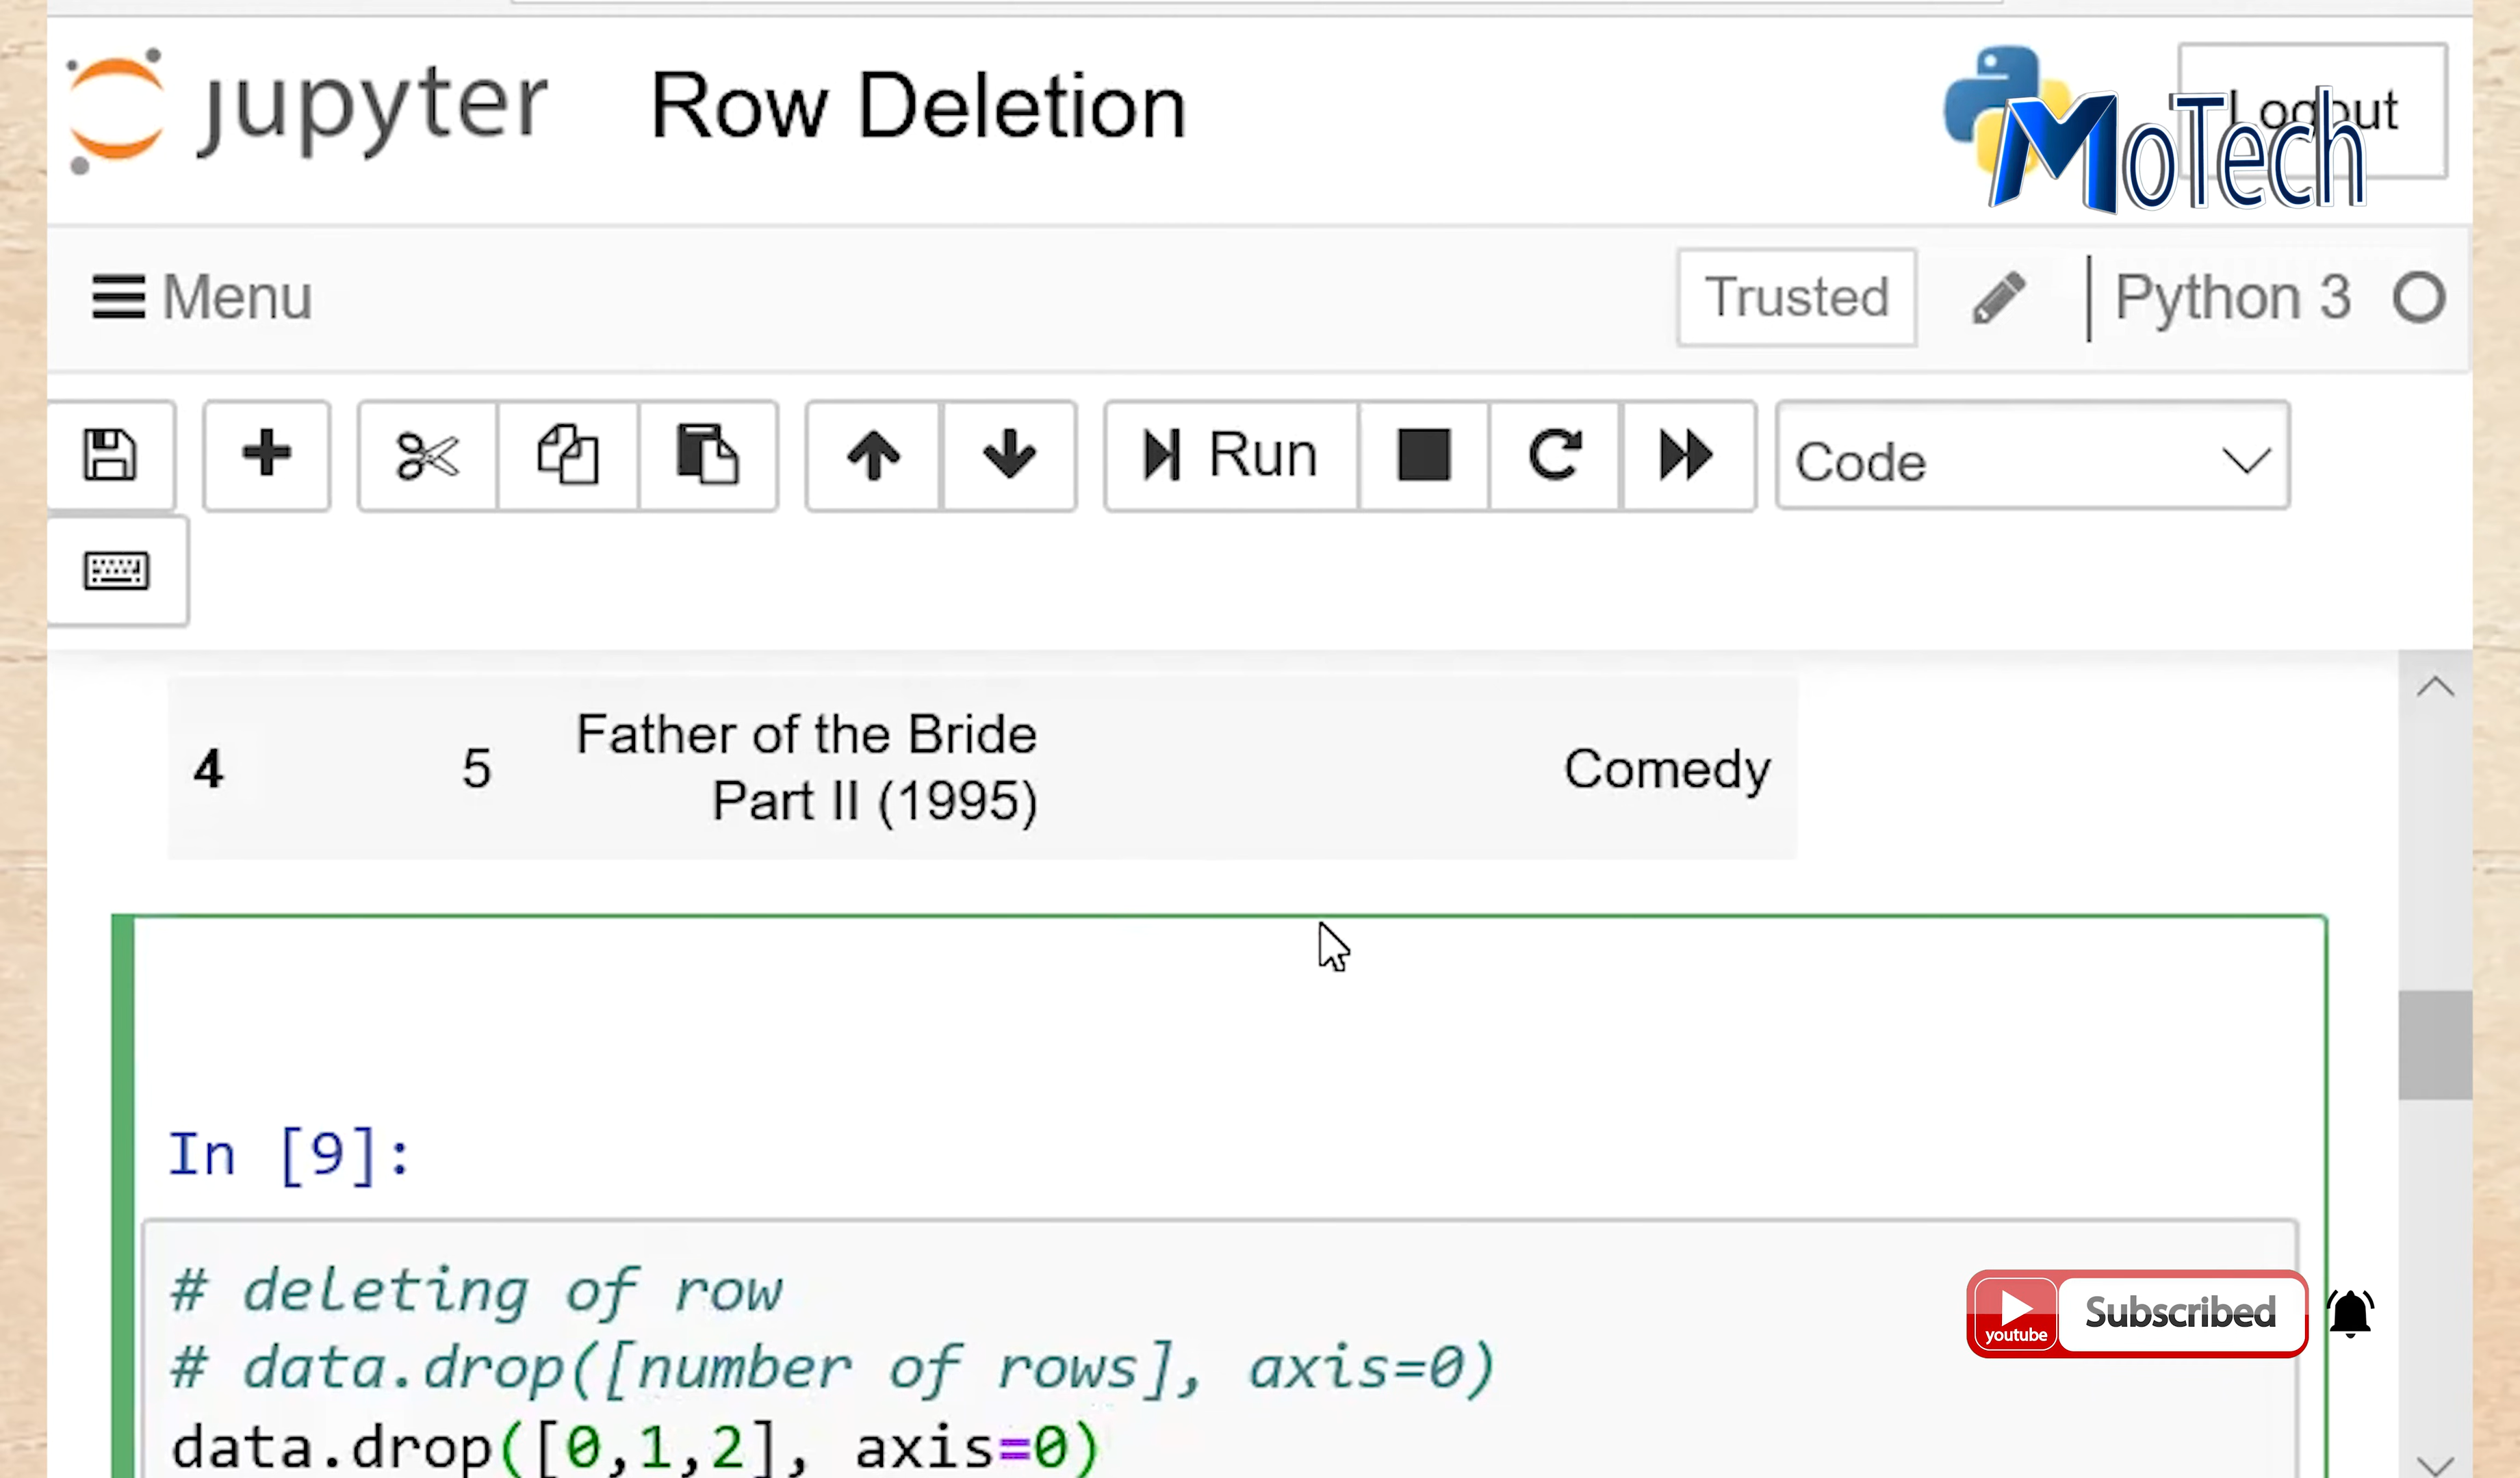 jupyter Row Deletion Logout
MoTech
Menu Trusted Python 3
Run Code
4 5 Father of the Bride Comedy
Part II (1995)
In [9]:
# deleting of row
# data.drop([number of rows], axis=0)
data.drop([0,1,2], axis=0)
youtube Subscribed